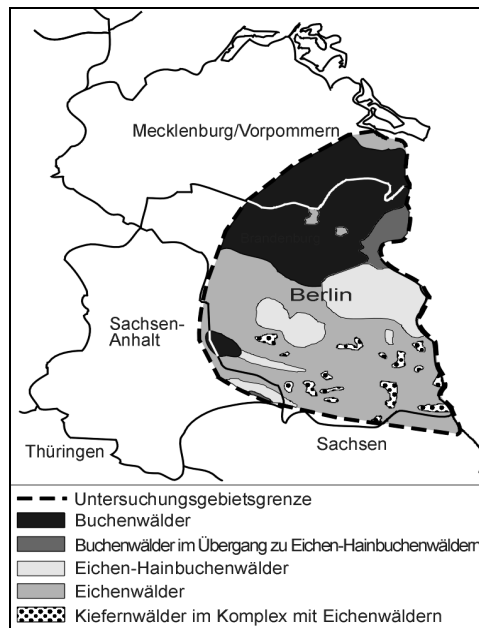 Mecklenburg/Vorpommern
Berlin
Sachsen-
Anhalt
Sachsen
Thüringen
Untersuchungsgebietsgrenze
Buchenwälder
Buchenwälder im Übergang zu Eichen-Hainbuchenwäldern
Eichen-Hainbuchenwälder
Eichenwälder
Kiefernwälder im Komplex mit Eichenwäldern